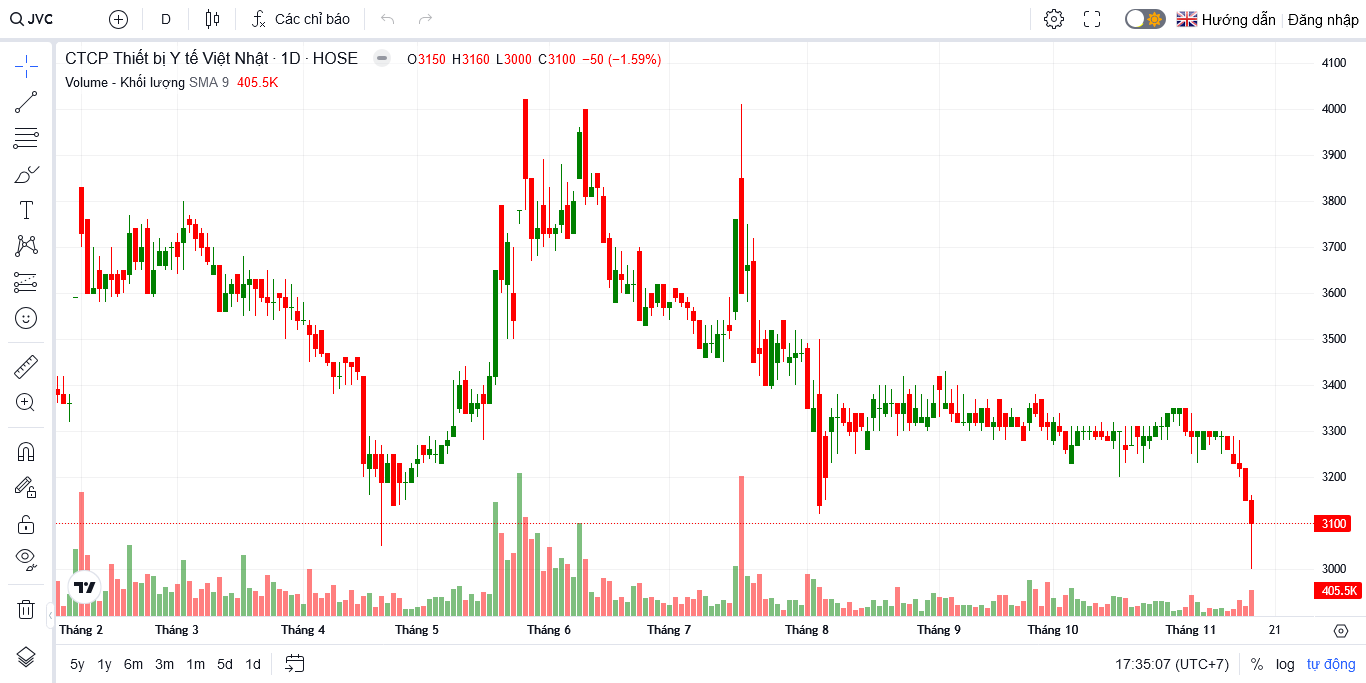 JVC D Các chỉ báo Hướng dẫn Đăng nhập
CTCP Thiết bị Y tế Việt Nhật · 1D · HOSE O3150 H3160 L3000 C3100 −50 (−1.59%)
Volume - Khối lượng SMA 9 405.5K
4100
4000
3900
3800
3700
3600
3500
3400
3300
3200
3100
3000
405.5K
Tháng 2 Tháng 3 Tháng 4 Tháng 5 Tháng 6 Tháng 7 Tháng 8 Tháng 9 Tháng 10 Tháng 11 21
5y 1y 6m 3m 1m 5d 1d 17:35:07 (UTC+7) % log tự động